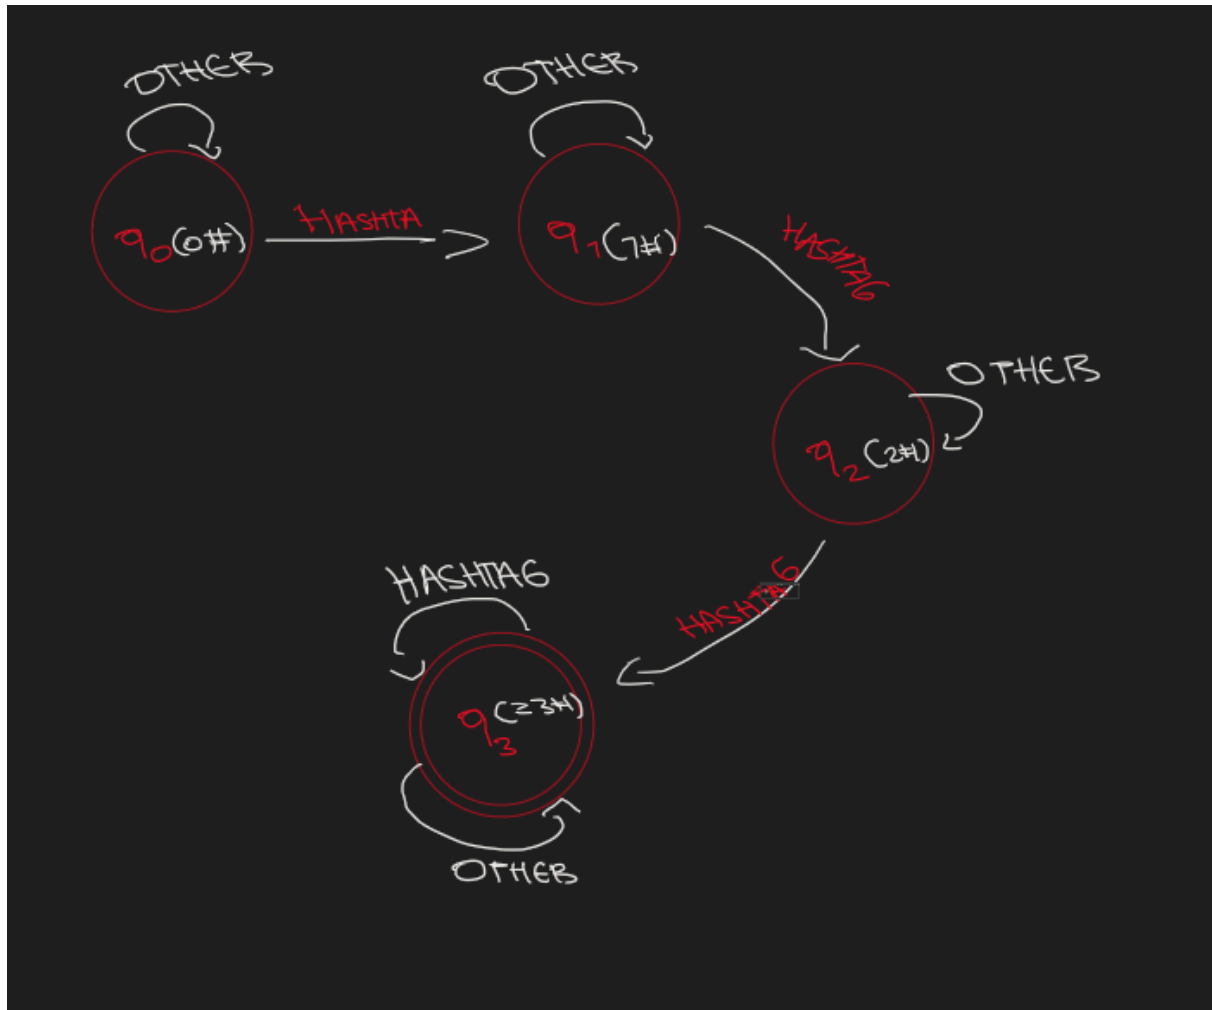 OTHER
OTHER
q0(0#)
HASHTA
q1(1#)
HASHTAG
OTHER
q2(2#)
HASHTAG
HASHTAG
q3(≥3#)
OTHER